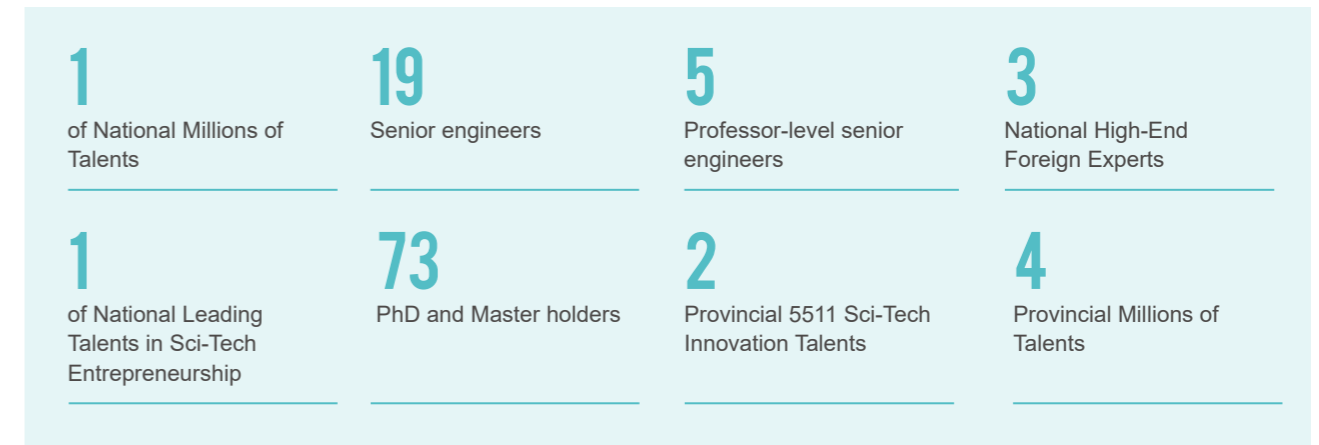 1
of National Millions of
Talents
19
Senior engineers
5
Professor-level senior
engineers
3
National High-End
Foreign Experts
1
of National Leading
Talents in Sci-Tech
Entrepreneurship
73
PhD and Master holders
2
Provincial 5511 Sci-Tech
Innovation Talents
4
Provincial Millions of
Talents